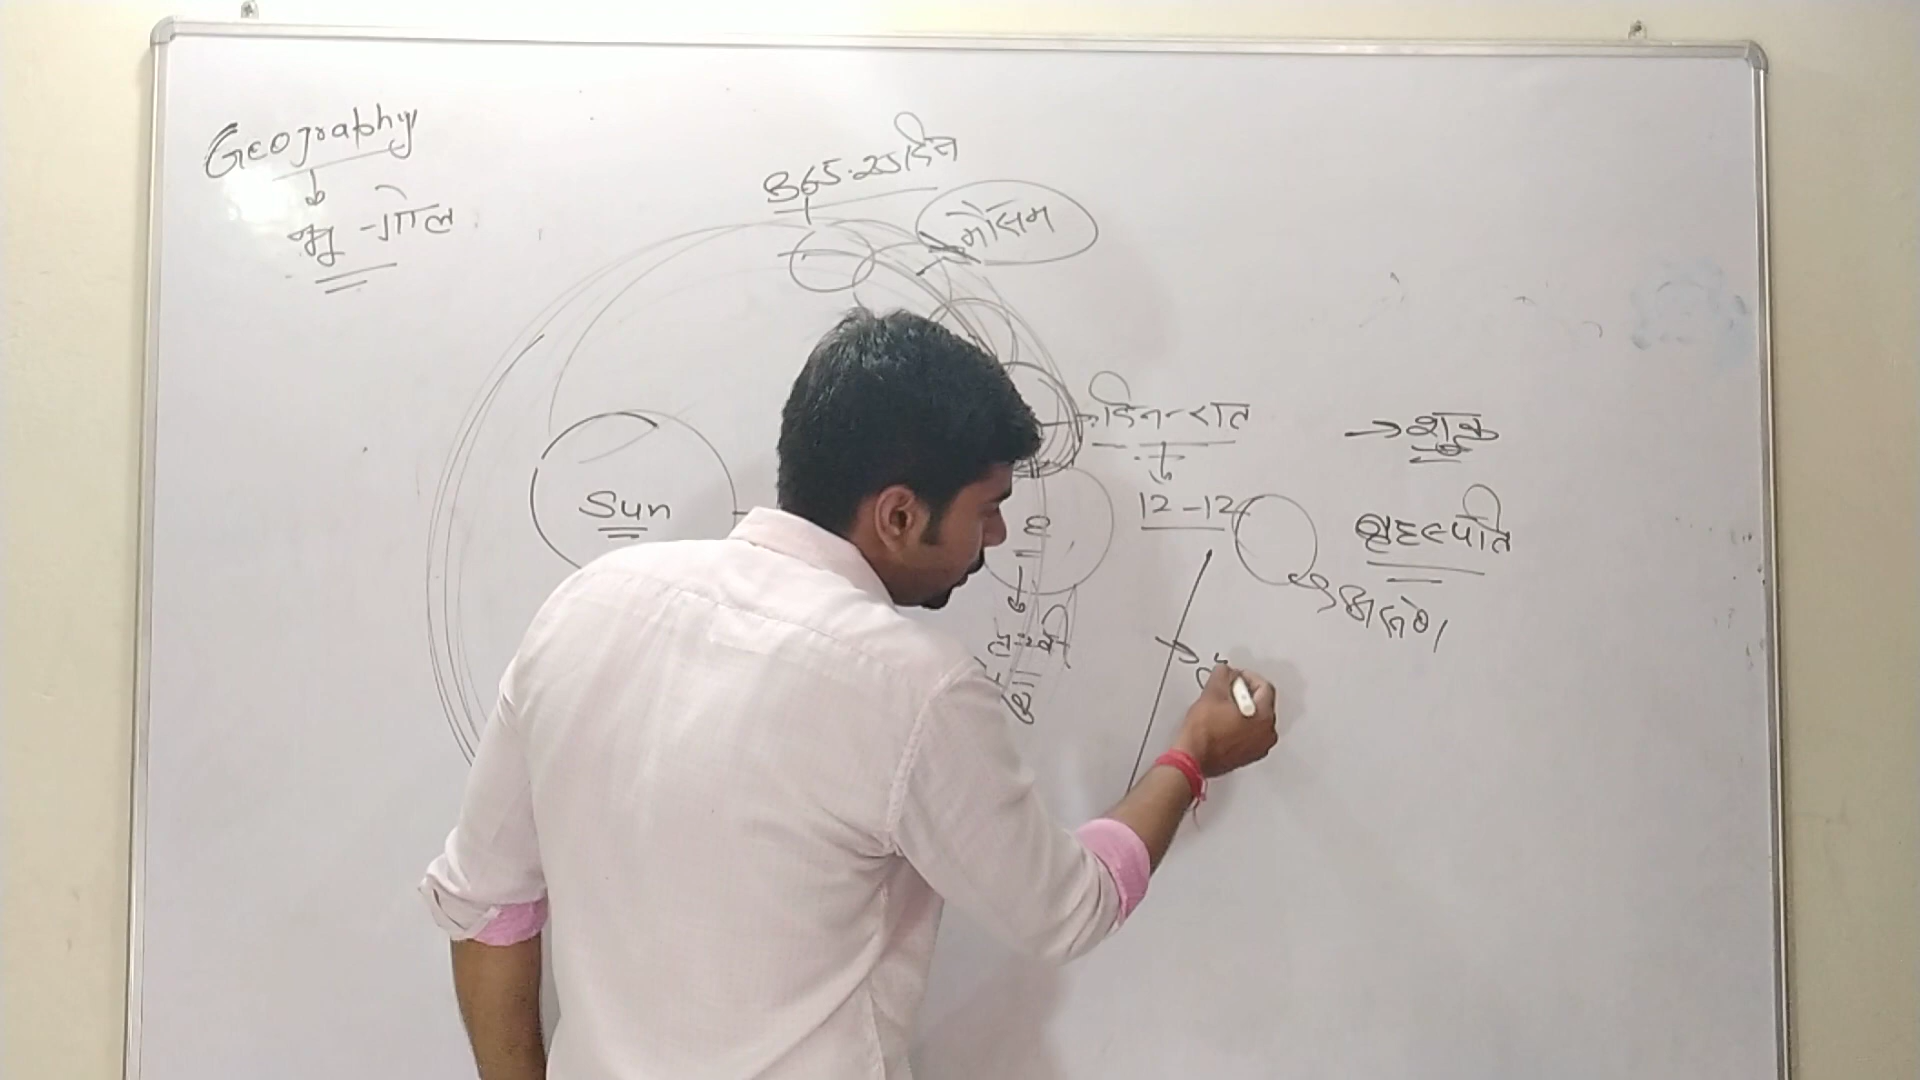 Geography
भू-गोल
365.25 दिन
मौसम
दिन-रात
12-12
Sun
→ शुक्र
बृहस्पति
पृथ्वी